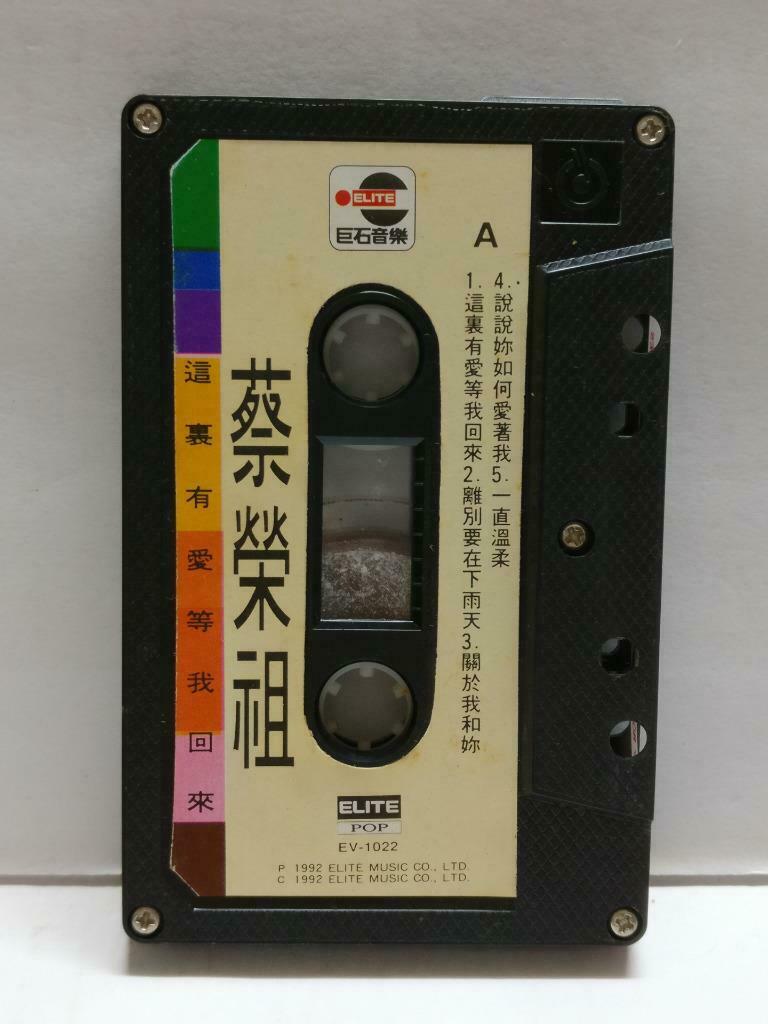 ELITE
巨石音樂
A
1.這裏有愛等我回來2.離別要在下雨天3.關於我和妳
4.說說妳如何愛著我5.一直溫柔
蔡榮祖
這裏有愛等我回來
ELITE
POP
EV-1022
P 1992 ELITE MUSIC CO., LTD.
C 1992 ELITE MUSIC CO., LTD.